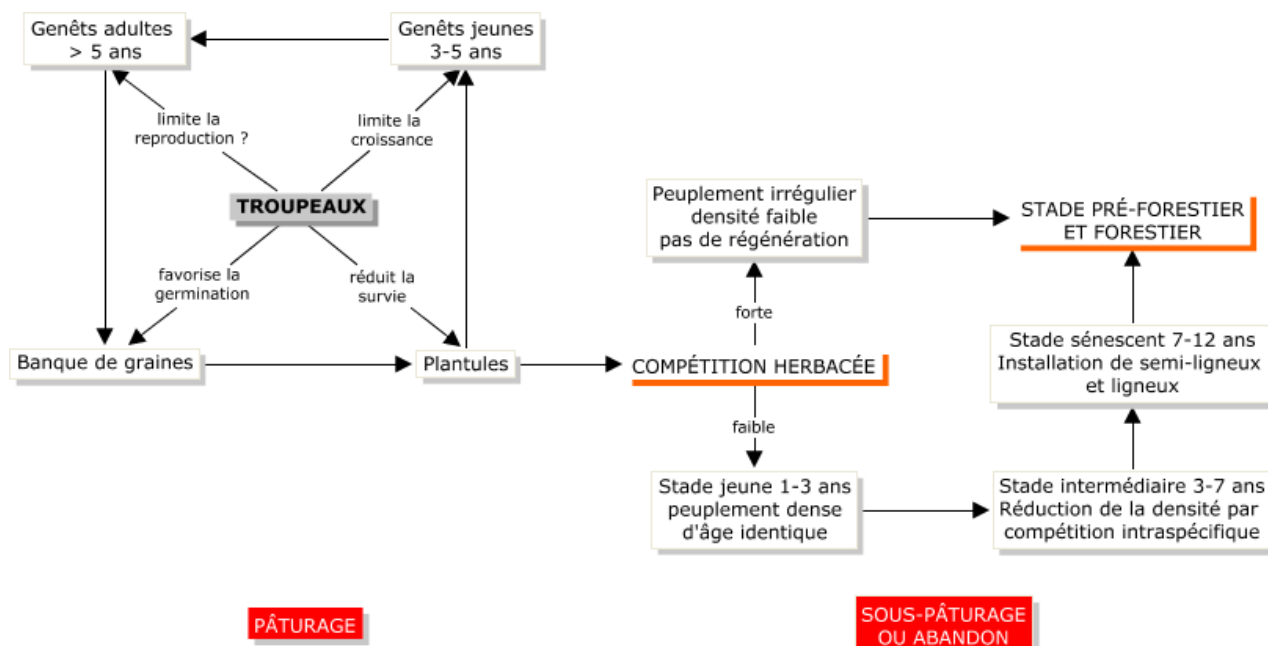 Genêts adultes
> 5 ans
Genêts jeunes
3-5 ans
limite la
reproduction ?
limite la
croissance
TROUPEAUX
favorise la
germination
réduit la
survie
Banque de graines
Plantules
Peuplement irrégulier
densité faible
pas de régénération
STADE PRÉ-FORESTIER
ET FORESTIER
forte
COMPÉTITION HERBACÉE
faible
Stade sénescent 7-12 ans
Installation de semi-ligneux
et ligneux
Stade jeune 1-3 ans
peuplement dense
d'âge identique
Stade intermédiaire 3-7 ans
Réduction de la densité par
compétition intraspécifique
PÂTURAGE
SOUS-PÂTURAGE
OU ABANDON